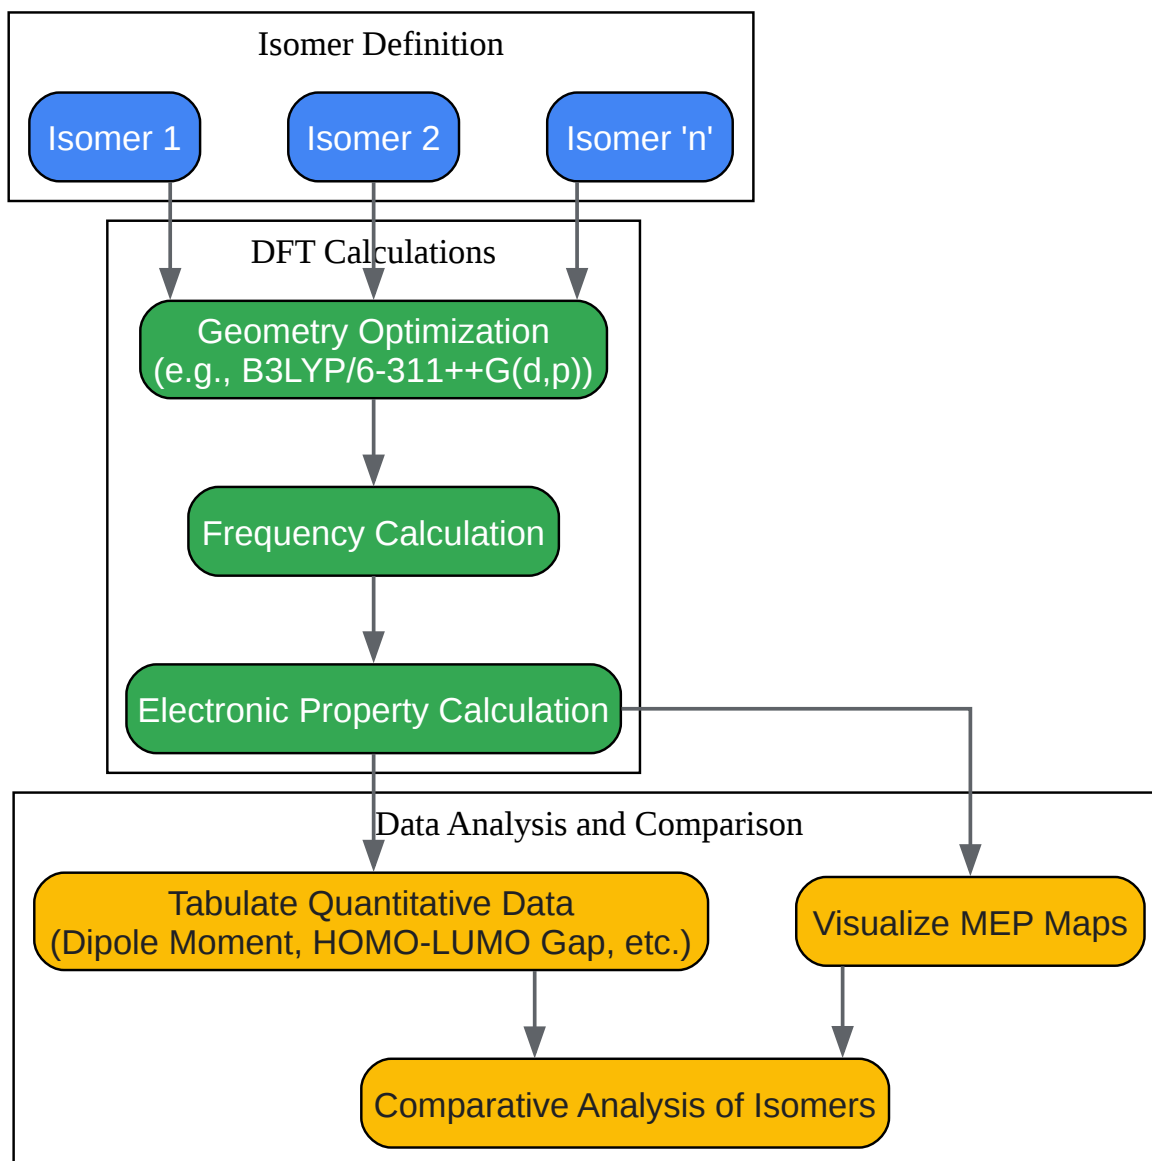 Isomer Definition
Isomer 1
Isomer 2
Isomer 'n'
DFT Calculations
Geometry Optimization
(e.g., B3LYP/6-311++G(d,p))
Frequency Calculation
Electronic Property Calculation
Data Analysis and Comparison
Tabulate Quantitative Data
(Dipole Moment, HOMO-LUMO Gap, etc.)
Visualize MEP Maps
Comparative Analysis of Isomers